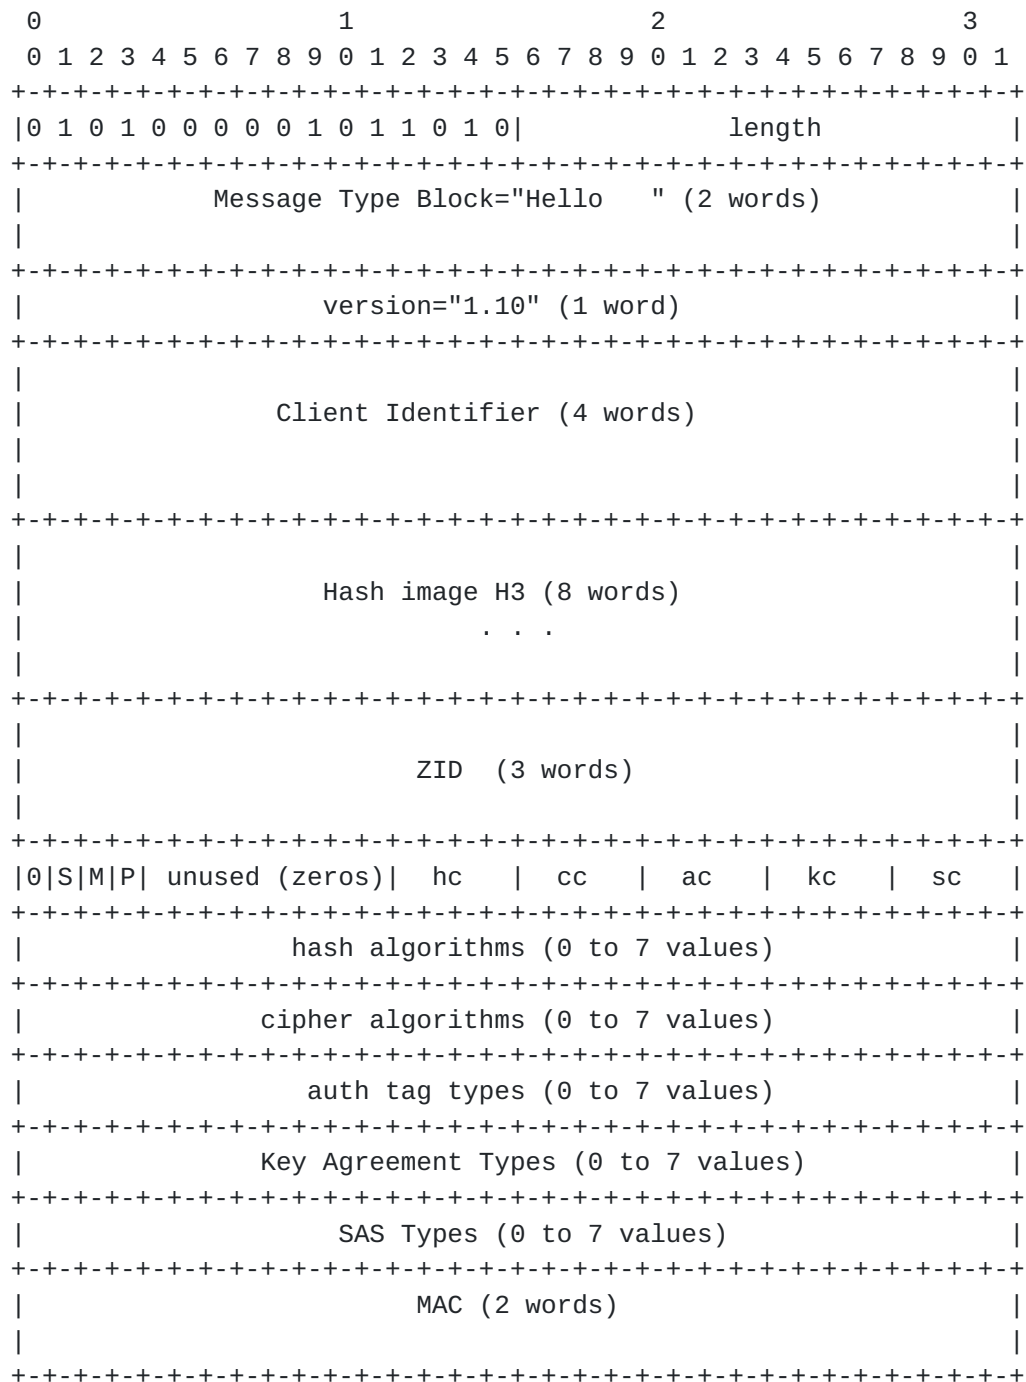 0                   1                   2                   3
 0 1 2 3 4 5 6 7 8 9 0 1 2 3 4 5 6 7 8 9 0 1 2 3 4 5 6 7 8 9 0 1
+-+-+-+-+-+-+-+-+-+-+-+-+-+-+-+-+-+-+-+-+-+-+-+-+-+-+-+-+-+-+-+-+
|0 1 0 1 0 0 0 0 0 1 0 1 1 0 1 0|             length            |
+-+-+-+-+-+-+-+-+-+-+-+-+-+-+-+-+-+-+-+-+-+-+-+-+-+-+-+-+-+-+-+-+
|            Message Type Block="Hello   " (2 words)            |
|                                                               |
+-+-+-+-+-+-+-+-+-+-+-+-+-+-+-+-+-+-+-+-+-+-+-+-+-+-+-+-+-+-+-+-+
|                   version="1.10" (1 word)                     |
+-+-+-+-+-+-+-+-+-+-+-+-+-+-+-+-+-+-+-+-+-+-+-+-+-+-+-+-+-+-+-+-+
|                                                               |
|                Client Identifier (4 words)                    |
|                                                               |
|                                                               |
+-+-+-+-+-+-+-+-+-+-+-+-+-+-+-+-+-+-+-+-+-+-+-+-+-+-+-+-+-+-+-+-+
|                                                               |
|                   Hash image H3 (8 words)                     |
|                             . . .                             |
|                                                               |
+-+-+-+-+-+-+-+-+-+-+-+-+-+-+-+-+-+-+-+-+-+-+-+-+-+-+-+-+-+-+-+-+
|                                                               |
|                         ZID  (3 words)                        |
|                                                               |
+-+-+-+-+-+-+-+-+-+-+-+-+-+-+-+-+-+-+-+-+-+-+-+-+-+-+-+-+-+-+-+-+
|0|S|M|P| unused (zeros)|  hc   |  cc   |  ac   |  kc   |  sc   |
+-+-+-+-+-+-+-+-+-+-+-+-+-+-+-+-+-+-+-+-+-+-+-+-+-+-+-+-+-+-+-+-+
|                 hash algorithms (0 to 7 values)               |
+-+-+-+-+-+-+-+-+-+-+-+-+-+-+-+-+-+-+-+-+-+-+-+-+-+-+-+-+-+-+-+-+
|               cipher algorithms (0 to 7 values)               |
+-+-+-+-+-+-+-+-+-+-+-+-+-+-+-+-+-+-+-+-+-+-+-+-+-+-+-+-+-+-+-+-+
|                  auth tag types (0 to 7 values)               |
+-+-+-+-+-+-+-+-+-+-+-+-+-+-+-+-+-+-+-+-+-+-+-+-+-+-+-+-+-+-+-+-+
|               Key Agreement Types (0 to 7 values)             |
+-+-+-+-+-+-+-+-+-+-+-+-+-+-+-+-+-+-+-+-+-+-+-+-+-+-+-+-+-+-+-+-+
|                    SAS Types (0 to 7 values)                  |
+-+-+-+-+-+-+-+-+-+-+-+-+-+-+-+-+-+-+-+-+-+-+-+-+-+-+-+-+-+-+-+-+
|                         MAC (2 words)                         |
|                                                               |
+-+-+-+-+-+-+-+-+-+-+-+-+-+-+-+-+-+-+-+-+-+-+-+-+-+-+-+-+-+-+-+-+